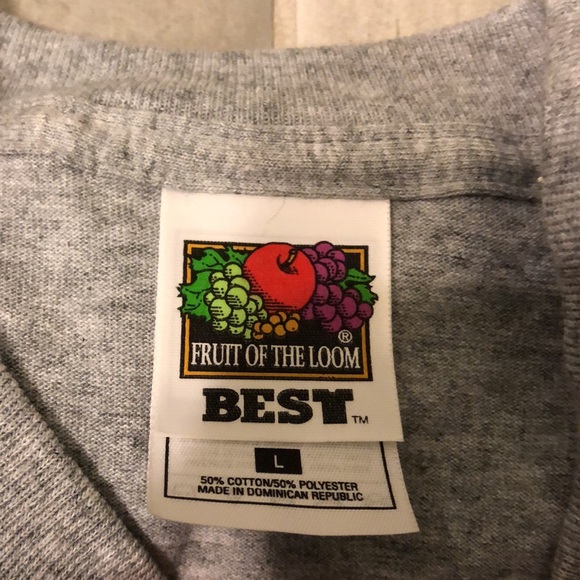 ®
FRUIT OF THE LOOM
BEST™
L
50% COTTON/50% POLYESTER
MADE IN DOMINICAN REPUBLIC